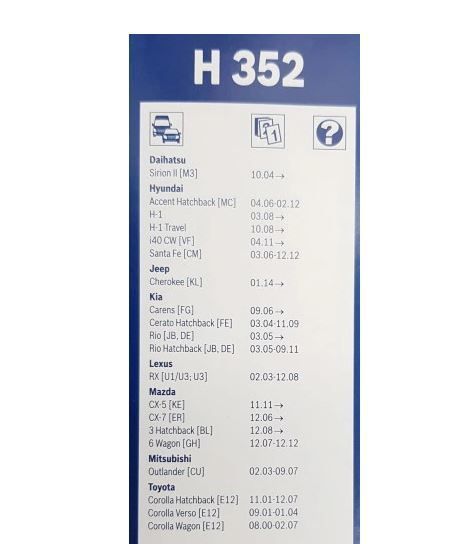 H 352
Daihatsu
Sirion II [M3] 10.04→
Hyundai
Accent Hatchback [MC] 04.06-02.12
H-1 03.08→
H-1 Travel 10.08→
i40 CW [VF] 04.11→
Santa Fe [CM] 03.06-12.12
Jeep
Cherokee [KL] 01.14→
Kia
Carens [FG] 09.06→
Cerato Hatchback [FE] 03.04-11.09
Rio [JB, DE] 03.05→
Rio Hatchback [JB, DE] 03.05-09.11
Lexus
RX [U1/U3; U3] 02.03-12.08
Mazda
CX-5 [KE] 11.11→
CX-7 [ER] 12.06→
3 Hatchback [BL] 12.08→
6 Wagon [GH] 12.07-12.12
Mitsubishi
Outlander [CU] 02.03-09.07
Toyota
Corolla Hatchback [E12] 11.01-12.07
Corolla Verso [E12] 09.01-01.04
Corolla Wagon [E12] 08.00-02.07